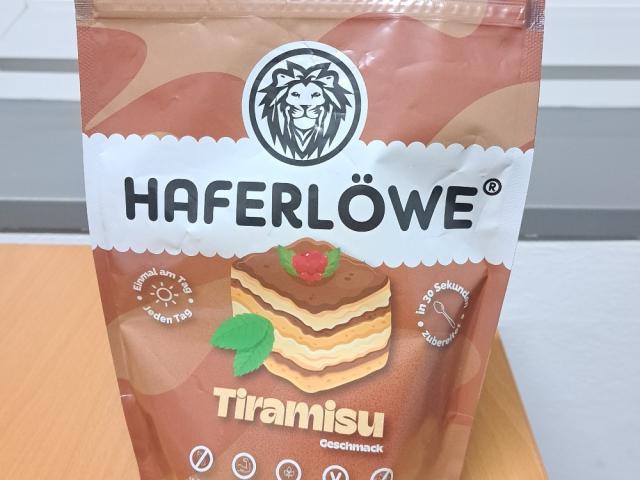 HAFERLÖWE®
Einmal am Tag
Jeden Tag
in 30 Sekunden
Zubereitet
Tiramisu
Geschmack
V